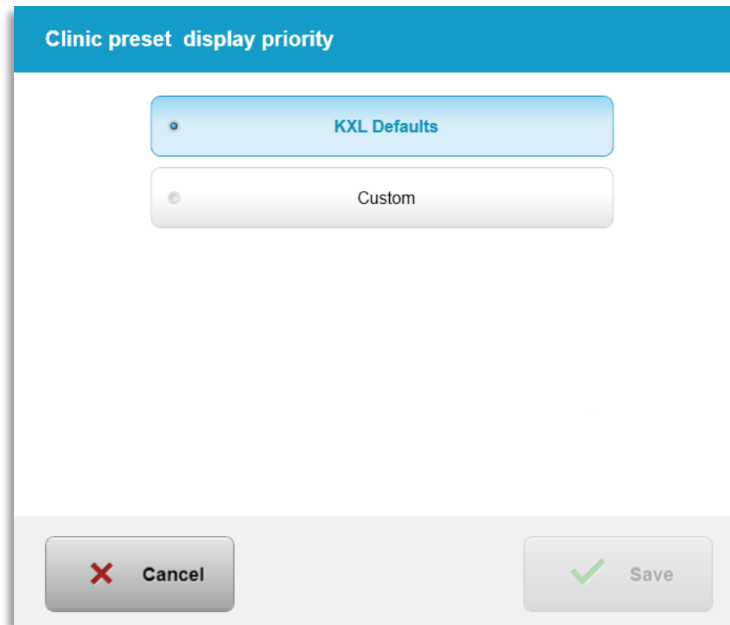 Clinic preset display priority
KXL Defaults
Custom
Cancel
Save